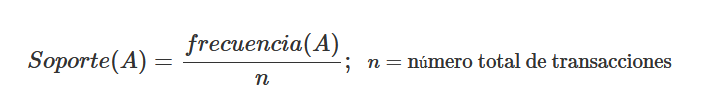 Soporte(A) = frecuencia(A) / n ; n = número total de transacciones